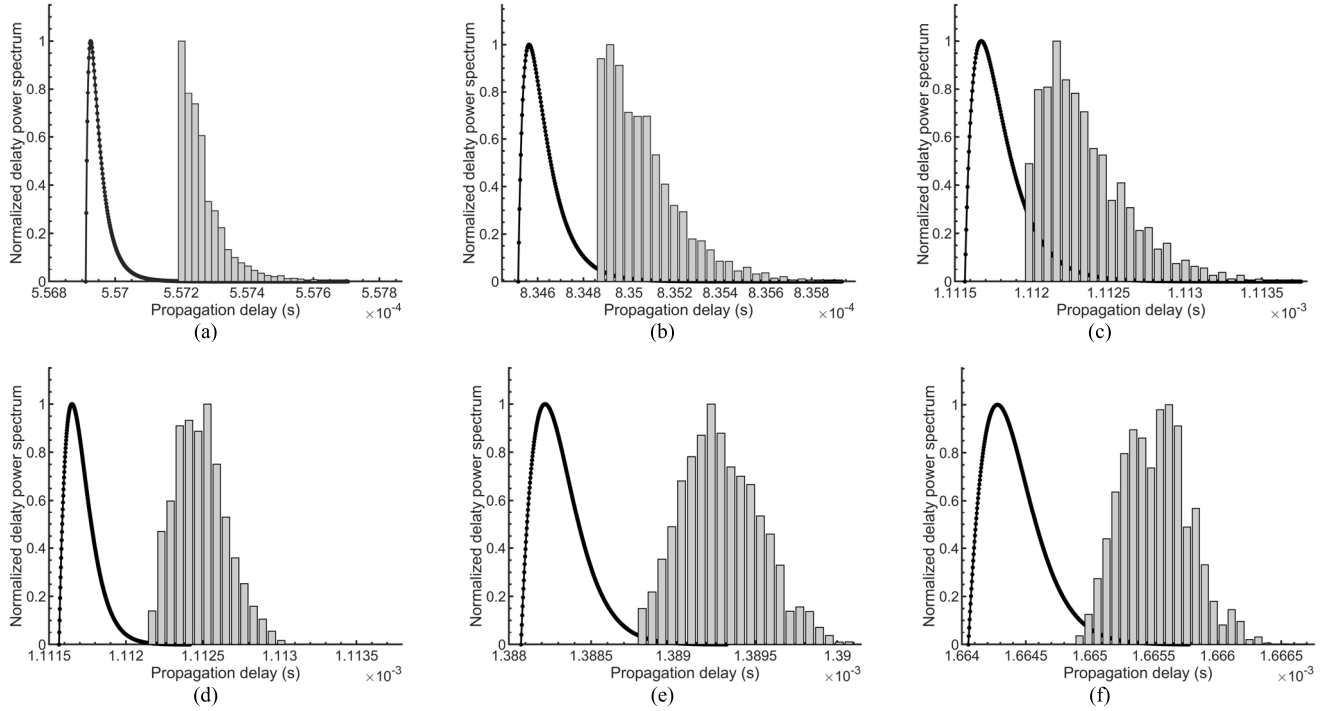 Normalized delaty power spectrum
1
0.8
0.6
0.4
0.2
0
5.568 5.57 5.572 5.574 5.576 5.578
Propagation delay (s)
×10⁻⁴
(a)
Normalized delaty power spectrum
1
0.8
0.6
0.4
0.2
0
8.346 8.348 8.35 8.352 8.354 8.356 8.358
Propagation delay (s)
×10⁻⁴
(b)
Normalized delaty power spectrum
1
0.8
0.6
0.4
0.2
0
1.1115 1.112 1.1125 1.113 1.1135
Propagation delay (s)
×10⁻³
(c)
Normalized delaty power spectrum
1
0.8
0.6
0.4
0.2
0
1.1115 1.112 1.1125 1.113 1.1135
Propagation delay (s)
×10⁻³
(d)
Normalized delaty power spectrum
1
0.8
0.6
0.4
0.2
0
1.388 1.3885 1.389 1.3895 1.39
Propagation delay (s)
×10⁻³
(e)
Normalized delaty power spectrum
1
0.8
0.6
0.4
0.2
0
1.664 1.6645 1.665 1.6655 1.666 1.6665
Propagation delay (s)
×10⁻³
(f)